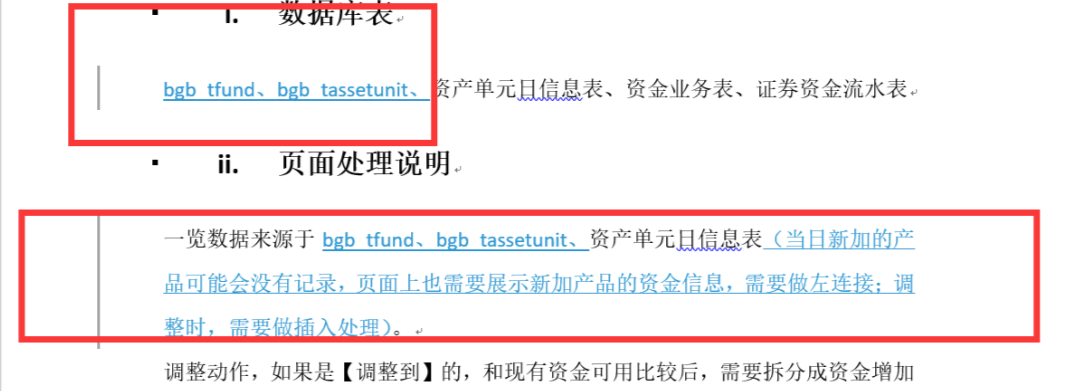 ▪ i. 数据库表
bgb_tfund、bgb_tassetunit、资产单元日信息表、资金业务表、证券资金流水表
▪ ii. 页面处理说明
一览数据来源于 bgb_tfund、bgb_tassetunit、资产单元日信息表（当日新加的产
品可能会没有记录，页面上也需要展示新加产品的资金信息，需要做左连接；调
整时，需要做插入处理）。
调整动作，如果是【调整到】的，和现有资金可用比较后，需要拆分成资金增加